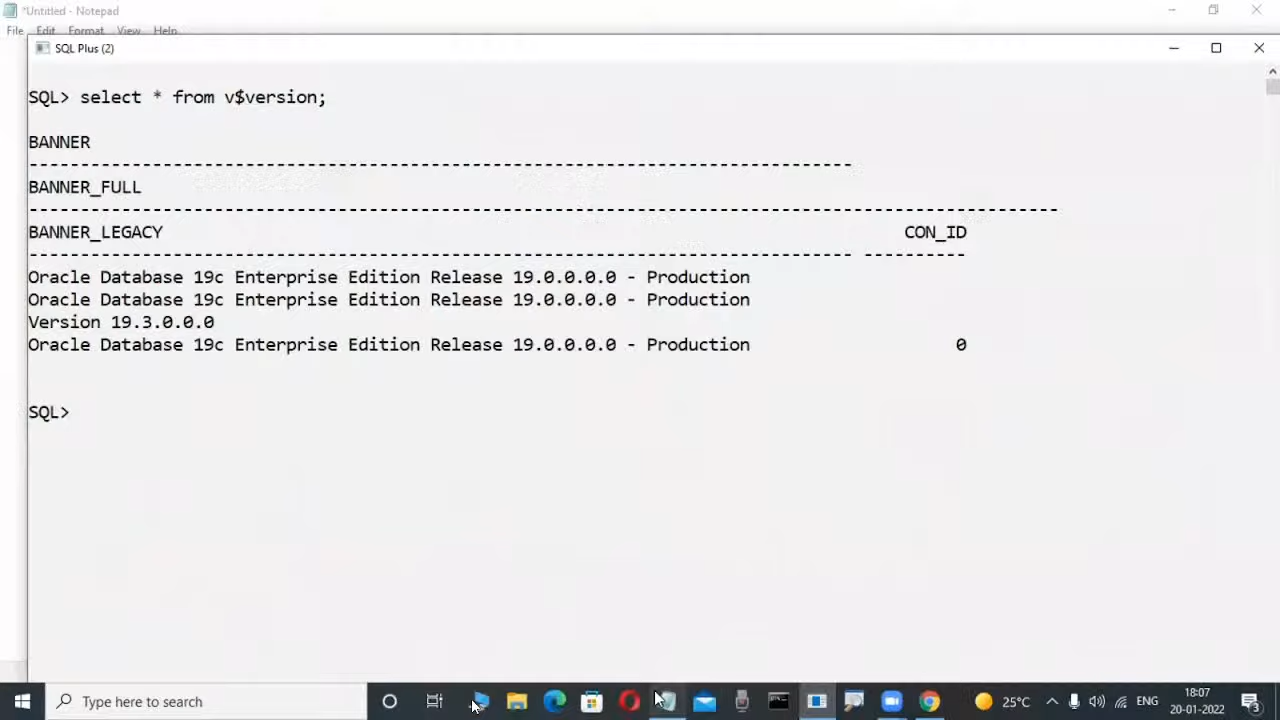 *Untitled - Notepad
File Edit Format View Help
SQL Plus (2)
SQL> select * from v$version;
BANNER
--------------------------------------------------------------------------------
BANNER_FULL
----------------------------------------------------------------------------------------------------
BANNER_LEGACY CON_ID
-------------------------------------------------------------------------------- ----------
Oracle Database 19c Enterprise Edition Release 19.0.0.0.0 - Production
Oracle Database 19c Enterprise Edition Release 19.0.0.0.0 - Production
Version 19.3.0.0.0
Oracle Database 19c Enterprise Edition Release 19.0.0.0.0 - Production 0
SQL>
Type here to search
25°C
ENG
18:07
20-01-2022
3